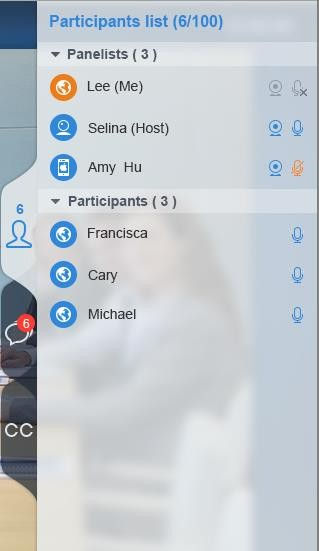 Participants list (6/100)
Panelists ( 3 )
Lee (Me)
Selina (Host)
Amy Hu
Participants ( 3 )
Francisca
Cary
Michael
6
6
CC